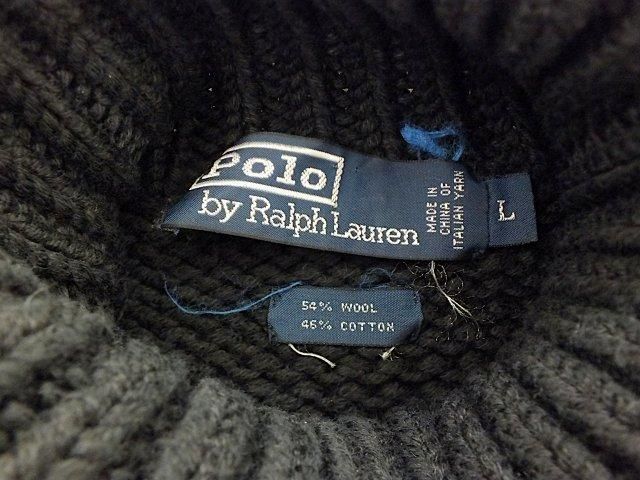 Polo
by Ralph Lauren
MADE IN
CHINA OF
ITALIAN YARN
L
54% WOOL
46% COTTON